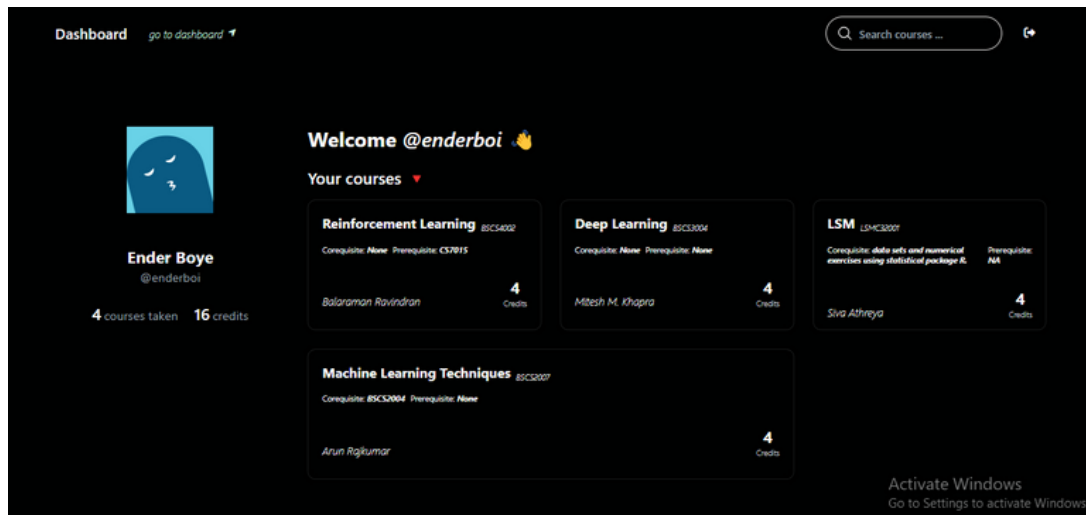 Dashboard go to dashboard
Search courses ...
Welcome @enderboi
Your courses
Ender Boye
@enderboi
4 courses taken 16 credits
Reinforcement Learning BSCS4002
Corequisite: None Prerequisite: CS7015
Balaraman Ravindran
4
Credits
Deep Learning BSCS3004
Corequisite: None Prerequisite: None
Mitesh M. Khapra
4
Credits
LSM LSMC32001
Corequisite: data sets and numerical
exercises using statistical package R.
Prerequisite:
NA
Siva Athreya
4
Credits
Machine Learning Techniques BSCS2007
Corequisite: BSCS2004 Prerequisite: None
Arun Rajkumar
4
Credits
Activate Windows
Go to Settings to activate Windows